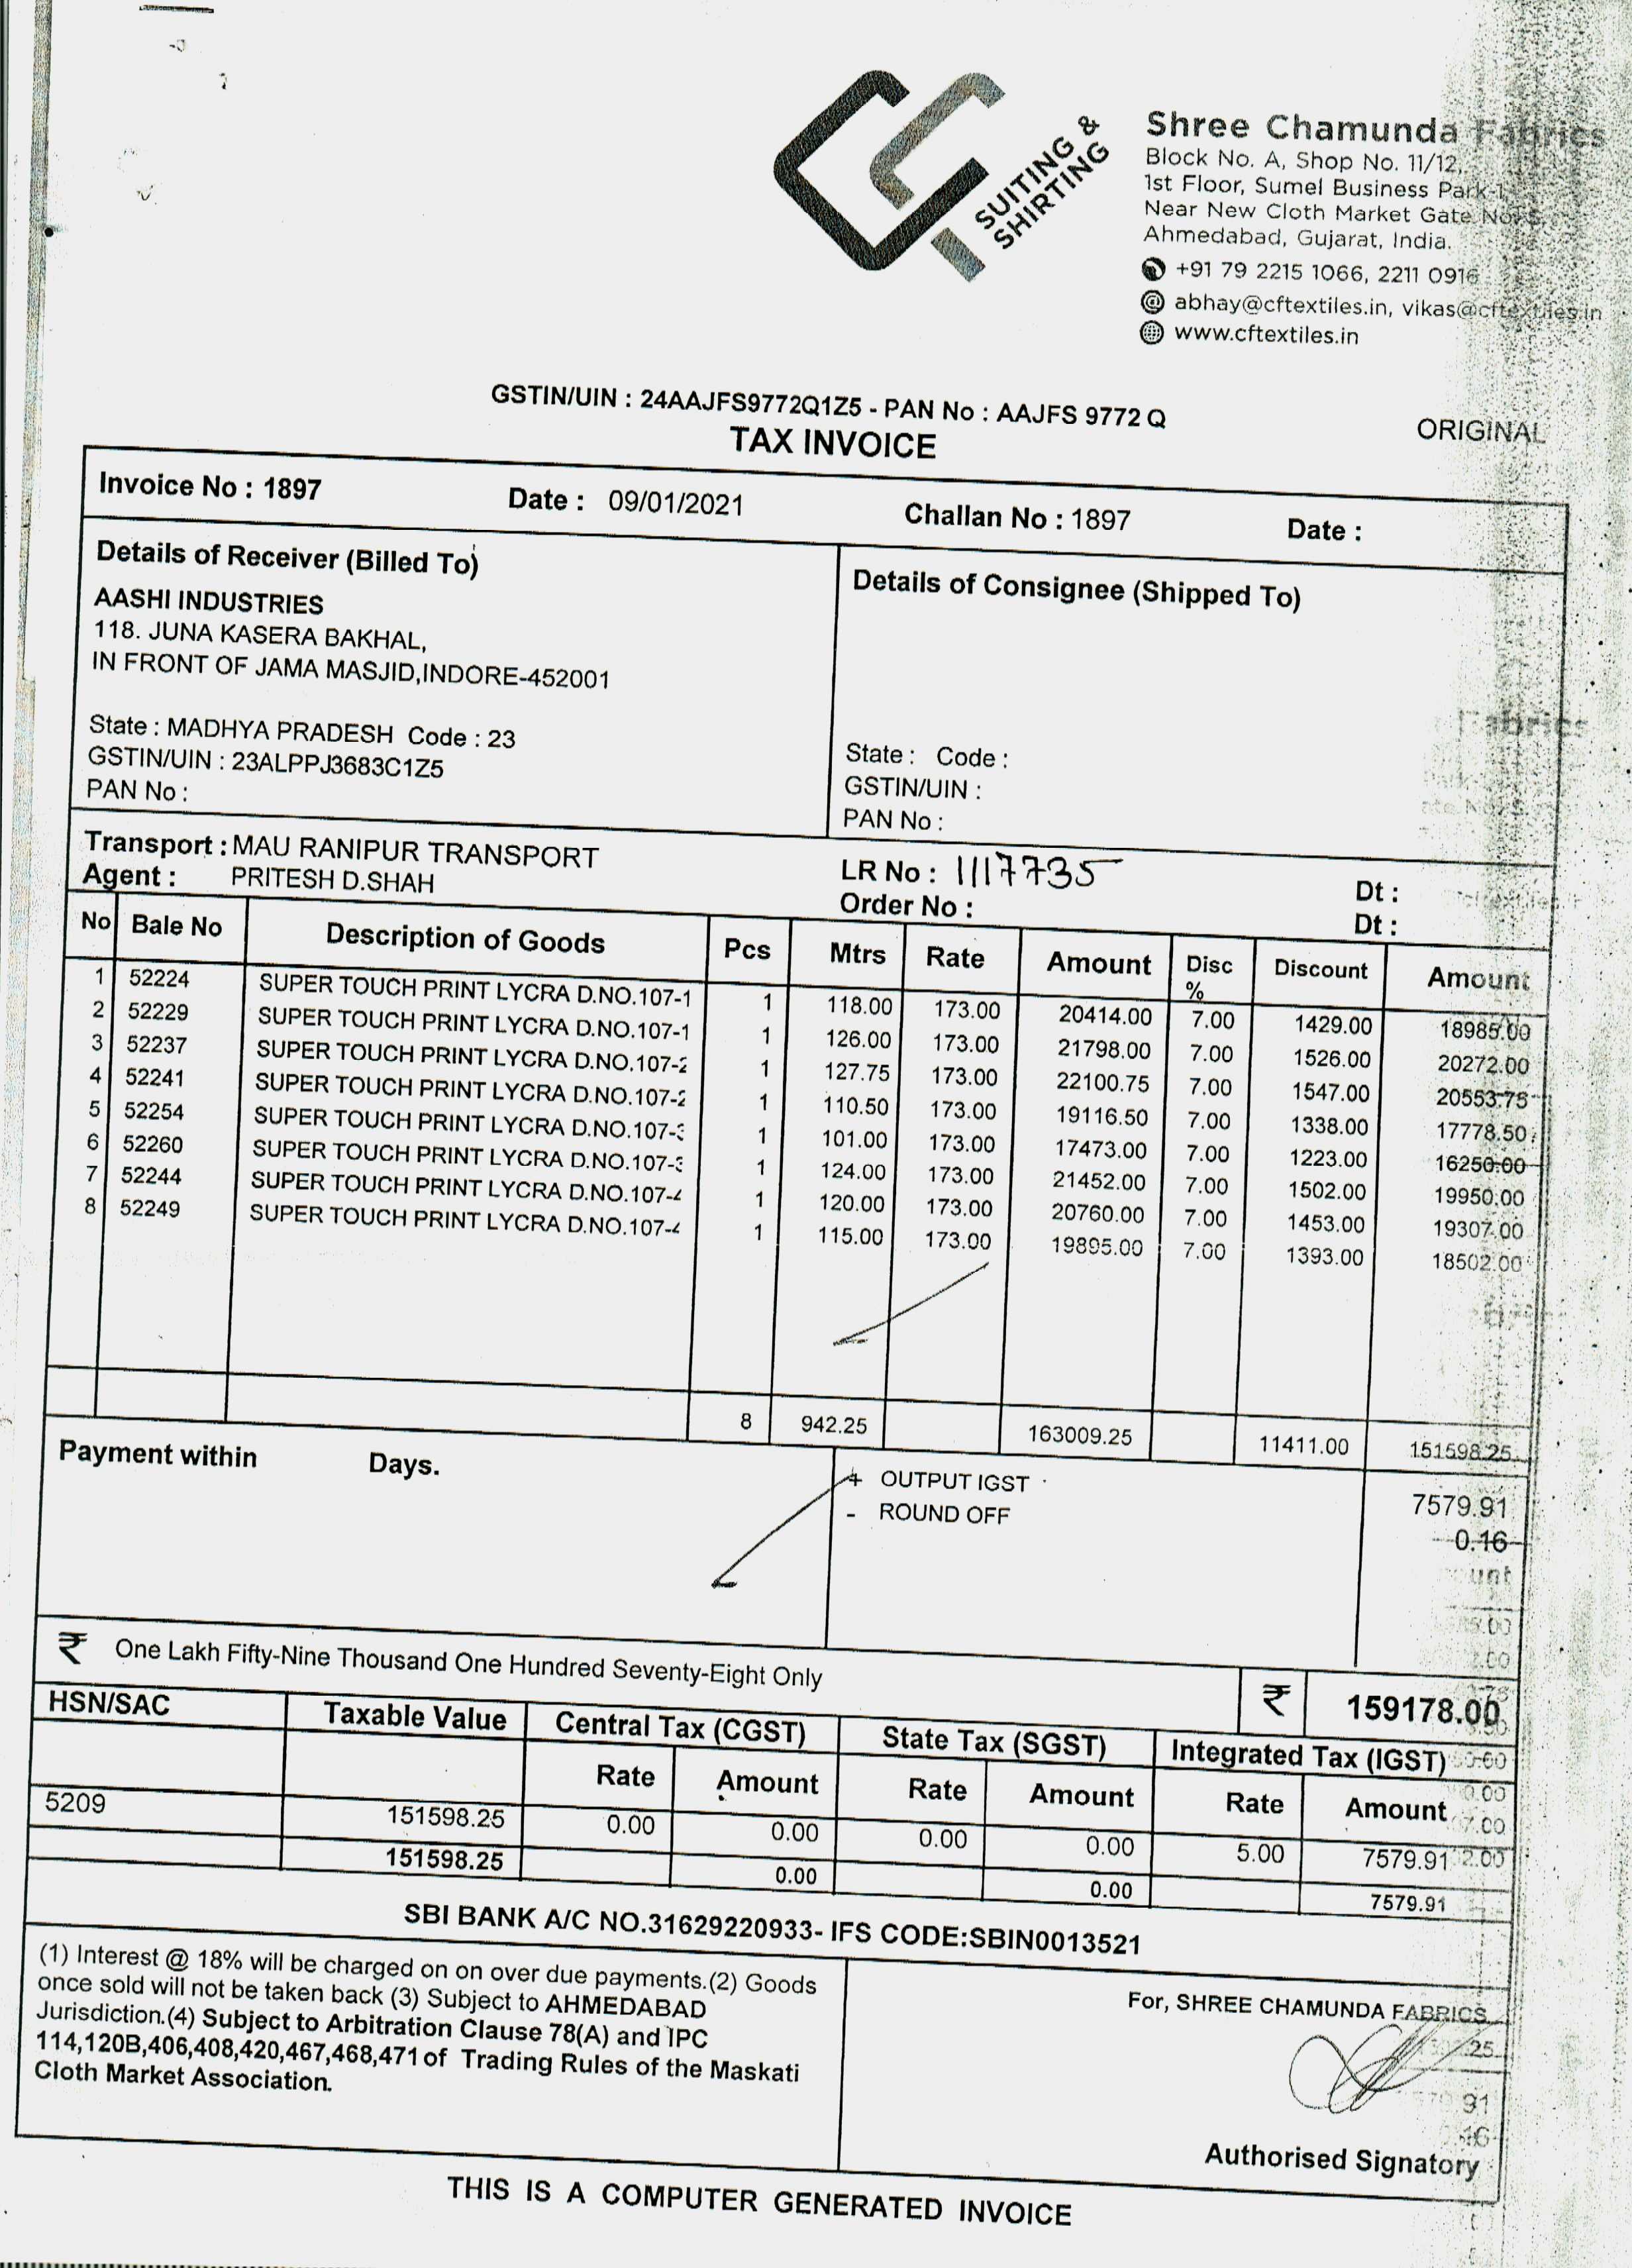 SUITING &
SHIRTING
Shree Chamunda Fabrics
Block No. A, Shop No. 11/12,
1st Floor, Sumel Business Park-1,
Near New Cloth Market Gate
Ahmedabad, Gujarat, India.
+91 79 2215 1066, 2211 0916
abhay@cftextiles.in, vikas@cftextiles.in
www.cftextiles.in
GSTIN/UIN : 24AAJFS9772Q1Z5 - PAN No : AAJFS 9772 Q
ORIGINAL
TAX INVOICE
Invoice No : 1897 Date : 09/01/2021 Challan No : 1897 Date :
Details of Receiver (Billed To)
AASHI INDUSTRIES
118. JUNA KASERA BAKHAL,
IN FRONT OF JAMA MASJID,INDORE-452001
State : MADHYA PRADESH Code : 23
GSTIN/UIN : 23ALPPJ3683C1Z5
PAN No :
Details of Consignee (Shipped To)
State : Code :
GSTIN/UIN :
PAN No :
Transport : MAU RANIPUR TRANSPORT LR No : 1117735 Dt :
Agent : PRITESH D.SHAH Order No : Dt :
No Bale No Description of Goods Pcs Mtrs Rate Amount Disc % Discount Amount
1 52224 SUPER TOUCH PRINT LYCRA D.NO.107-1 1 118.00 173.00 20414.00 7.00 1429.00 18985.00
2 52229 SUPER TOUCH PRINT LYCRA D.NO.107-1 1 126.00 173.00 21798.00 7.00 1526.00 20272.00
3 52237 SUPER TOUCH PRINT LYCRA D.NO.107-2 1 127.75 173.00 22100.75 7.00 1547.00 20553.75
4 52241 SUPER TOUCH PRINT LYCRA D.NO.107-2 1 110.50 173.00 19116.50 7.00 1338.00 17778.50
5 52254 SUPER TOUCH PRINT LYCRA D.NO.107-3 1 101.00 173.00 17473.00 7.00 1223.00 16250.00
6 52260 SUPER TOUCH PRINT LYCRA D.NO.107-3 1 124.00 173.00 21452.00 7.00 1502.00 19950.00
7 52244 SUPER TOUCH PRINT LYCRA D.NO.107-4 1 120.00 173.00 20760.00 7.00 1453.00 19307.00
8 52249 SUPER TOUCH PRINT LYCRA D.NO.107-4 1 115.00 173.00 19895.00 7.00 1393.00 18502.00
8 942.25 163009.25 11411.00 151598.25
Payment within Days.
+ OUTPUT IGST 7579.91
- ROUND OFF 0.16
₹ One Lakh Fifty-Nine Thousand One Hundred Seventy-Eight Only ₹ 159178.00
HSN/SAC Taxable Value Central Tax (CGST) State Tax (SGST) Integrated Tax (IGST)
Rate Amount Rate Amount Rate Amount
5209 151598.25 0.00 0.00 0.00 0.00 5.00 7579.91
151598.25 0.00 0.00 7579.91
SBI BANK A/C NO.31629220933- IFS CODE:SBIN0013521
(1) Interest @ 18% will be charged on on over due payments.(2) Goods
once sold will not be taken back (3) Subject to AHMEDABAD
Jurisdiction.(4) Subject to Arbitration Clause 78(A) and IPC
114,120B,406,408,420,467,468,471 of Trading Rules of the Maskati
Cloth Market Association.
For, SHREE CHAMUNDA FABRICS
Authorised Signatory
THIS IS A COMPUTER GENERATED INVOICE